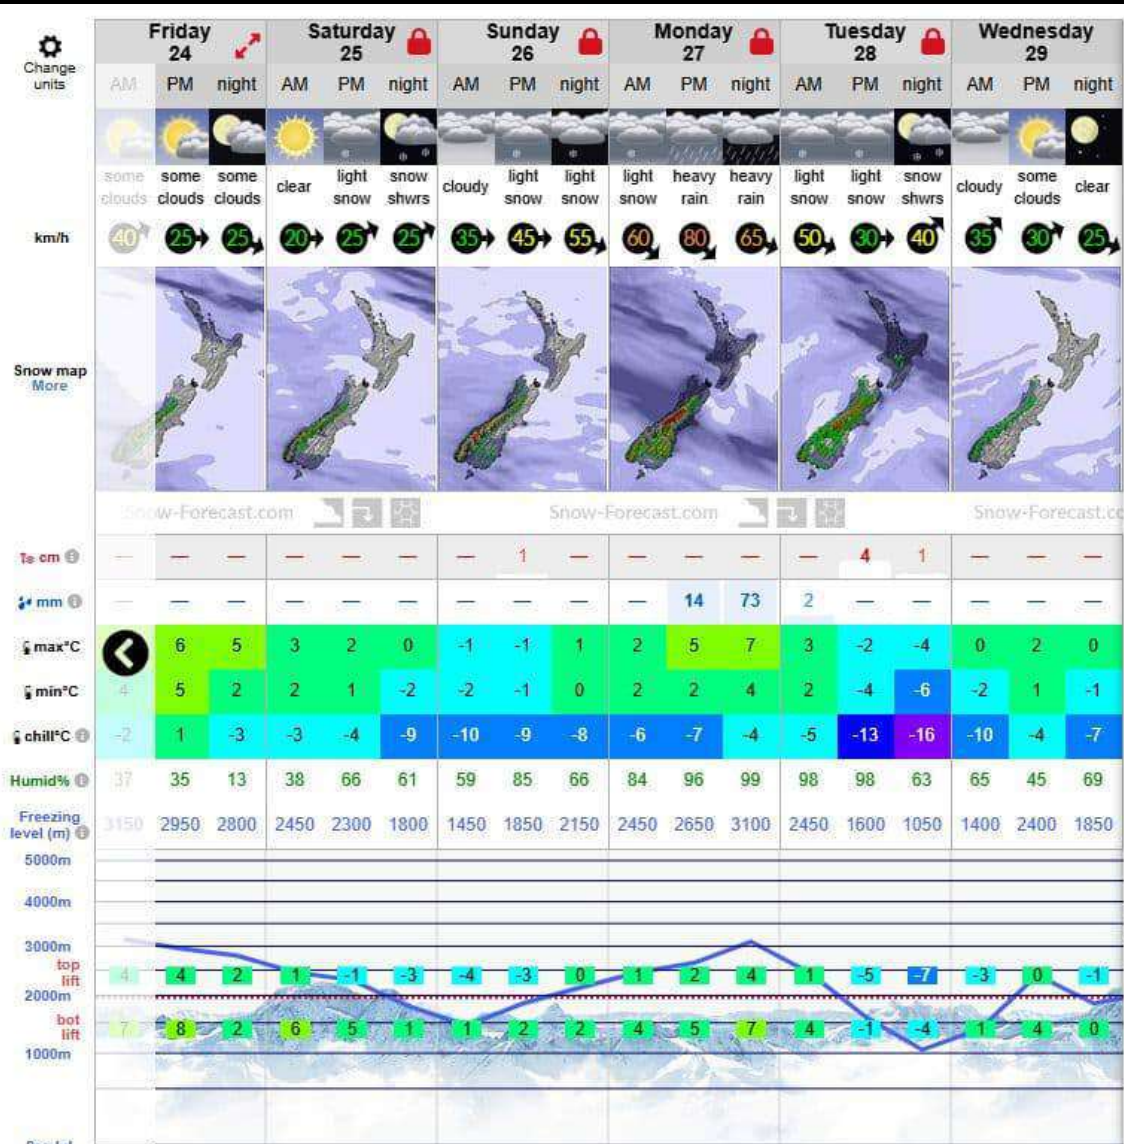 Friday Saturday Sunday Monday Tuesday Wednesday
24 25 26 27 28 29
Change
units
AM PM night AM PM night AM PM night AM PM night AM PM night AM PM night
some some some clear light snow cloudy light light light heavy heavy light light snow cloudy some clear
clouds clouds clouds snow shwrs snow snow snow rain rain snow snow shwrs clouds
km/h 40 25 25 20 25 25 35 45 55 60 80 65 50 30 40 35 30 25
Snow map
More
Snow-Forecast.com Snow-Forecast.com Snow-Forecast.co
cm — — — — — — — 1 — — — — — 4 1 — — —
mm — — — — — — — — — — 14 73 2 — — — — —
max°C 6 5 3 2 0 -1 -1 1 2 5 7 3 -2 -4 0 2 0
min°C 4 5 2 2 1 -2 -2 -1 0 2 2 4 2 -4 -6 -2 1 -1
chill°C -2 1 -3 -3 -4 -9 -10 -9 -8 -6 -7 -4 -5 -13 -16 -10 -4 -7
Humid% 37 35 13 38 66 61 59 85 66 84 96 99 98 98 63 65 45 69
Freezing
level (m) 3150 2950 2800 2450 2300 1800 1450 1850 2150 2450 2650 3100 2450 1600 1050 1400 2400 1850
5000m
4000m
3000m
top
lift 4 4 2 1 -1 -3 -4 -3 0 1 2 4 1 -5 -7 -3 0 -1
2000m
bot
lift 7 8 2 6 5 1 1 2 2 4 5 7 4 -1 -4 1 4 0
1000m